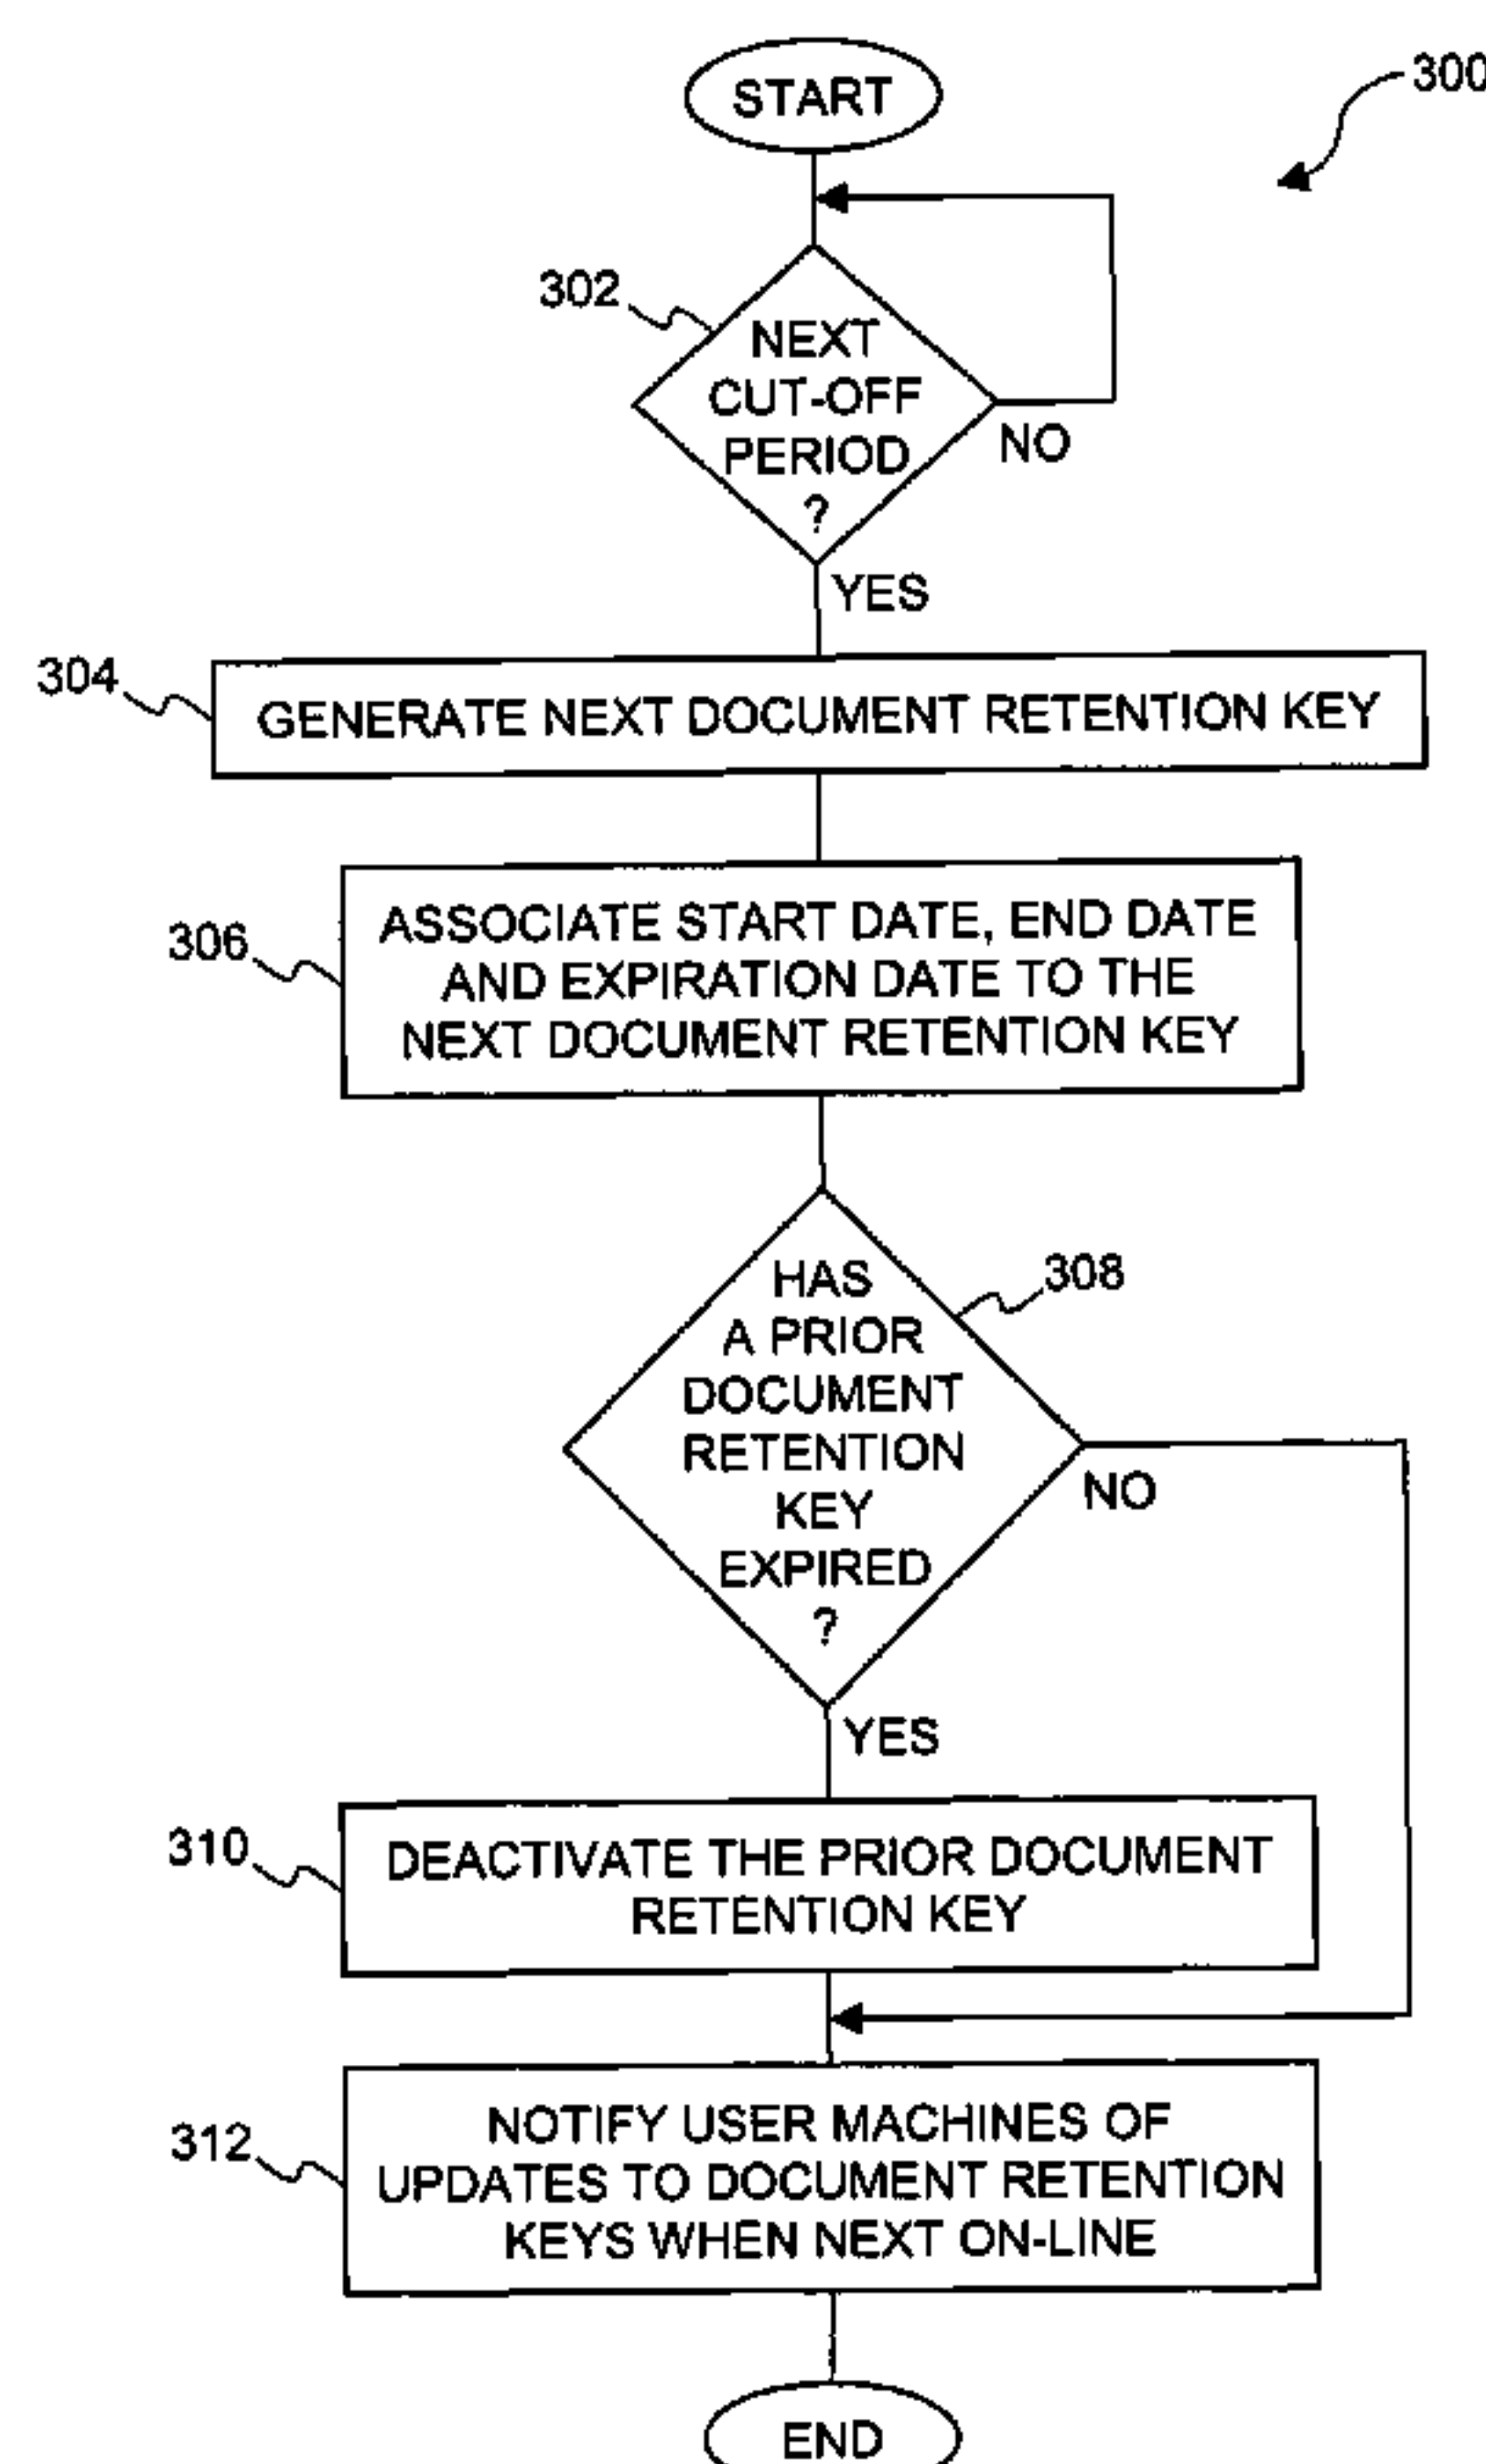 START
300
302
NEXT
CUT-OFF
PERIOD
?
NO
YES
304
GENERATE NEXT DOCUMENT RETENTION KEY
306
ASSOCIATE START DATE, END DATE
AND EXPIRATION DATE TO THE
NEXT DOCUMENT RETENTION KEY
308
HAS
A PRIOR
DOCUMENT
RETENTION
KEY
EXPIRED
?
NO
YES
310
DEACTIVATE THE PRIOR DOCUMENT
RETENTION KEY
312
NOTIFY USER MACHINES OF
UPDATES TO DOCUMENT RETENTION
KEYS WHEN NEXT ON-LINE
END